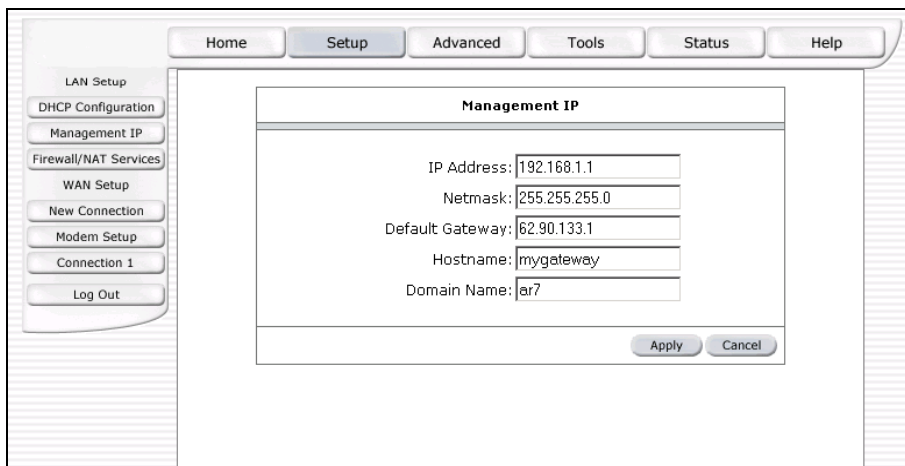 Home Setup Advanced Tools Status Help
LAN Setup
DHCP Configuration
Management IP
Firewall/NAT Services
WAN Setup
New Connection
Modem Setup
Connection 1
Log Out
Management IP
IP Address: 192.168.1.1
Netmask: 255.255.255.0
Default Gateway: 62.90.133.1
Hostname: mygateway
Domain Name: ar7
Apply Cancel